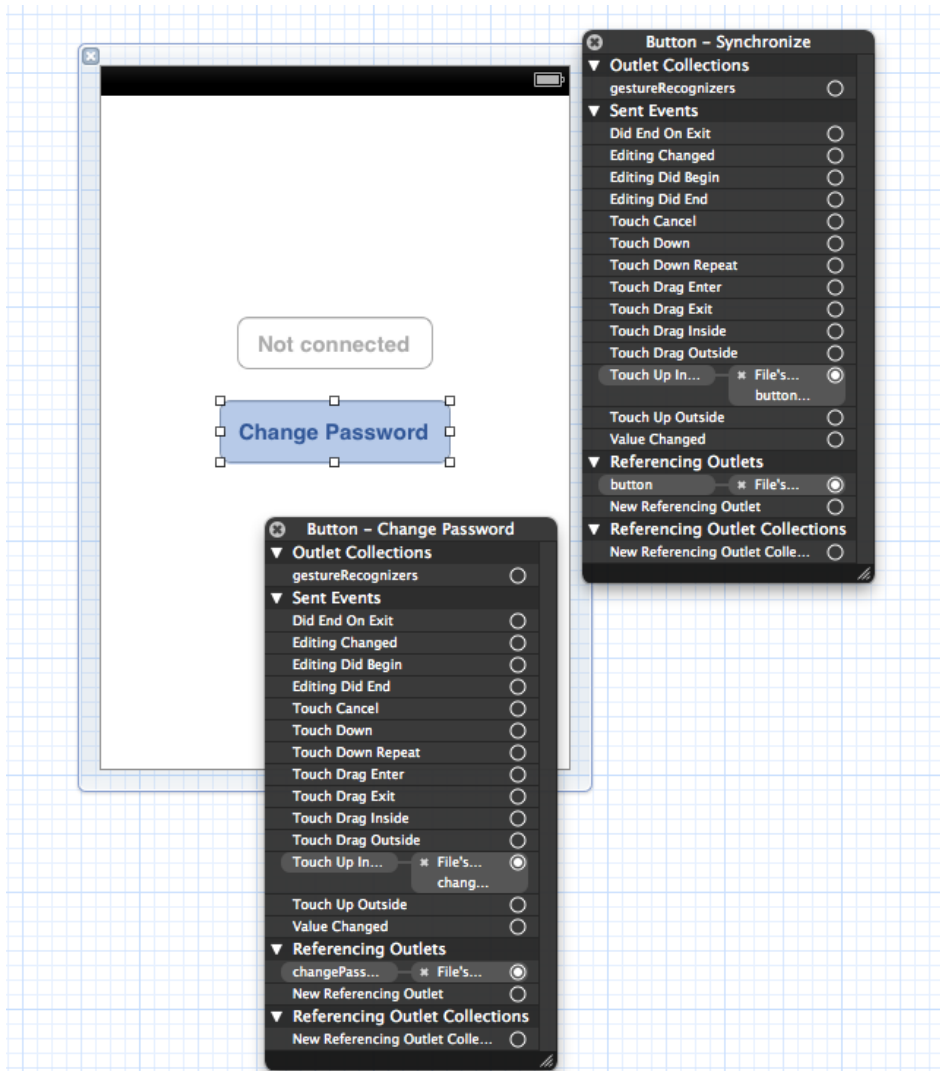 Not connected
Change Password
Button – Synchronize
Outlet Collections
gestureRecognizers
Sent Events
Did End On Exit
Editing Changed
Editing Did Begin
Editing Did End
Touch Cancel
Touch Down
Touch Down Repeat
Touch Drag Enter
Touch Drag Exit
Touch Drag Inside
Touch Drag Outside
Touch Up In... File's...
button...
Touch Up Outside
Value Changed
Referencing Outlets
button File's...
New Referencing Outlet
Referencing Outlet Collections
New Referencing Outlet Colle...
Button – Change Password
Outlet Collections
gestureRecognizers
Sent Events
Did End On Exit
Editing Changed
Editing Did Begin
Editing Did End
Touch Cancel
Touch Down
Touch Down Repeat
Touch Drag Enter
Touch Drag Exit
Touch Drag Inside
Touch Drag Outside
Touch Up In... File's...
chang...
Touch Up Outside
Value Changed
Referencing Outlets
changePass... File's...
New Referencing Outlet
Referencing Outlet Collections
New Referencing Outlet Colle...